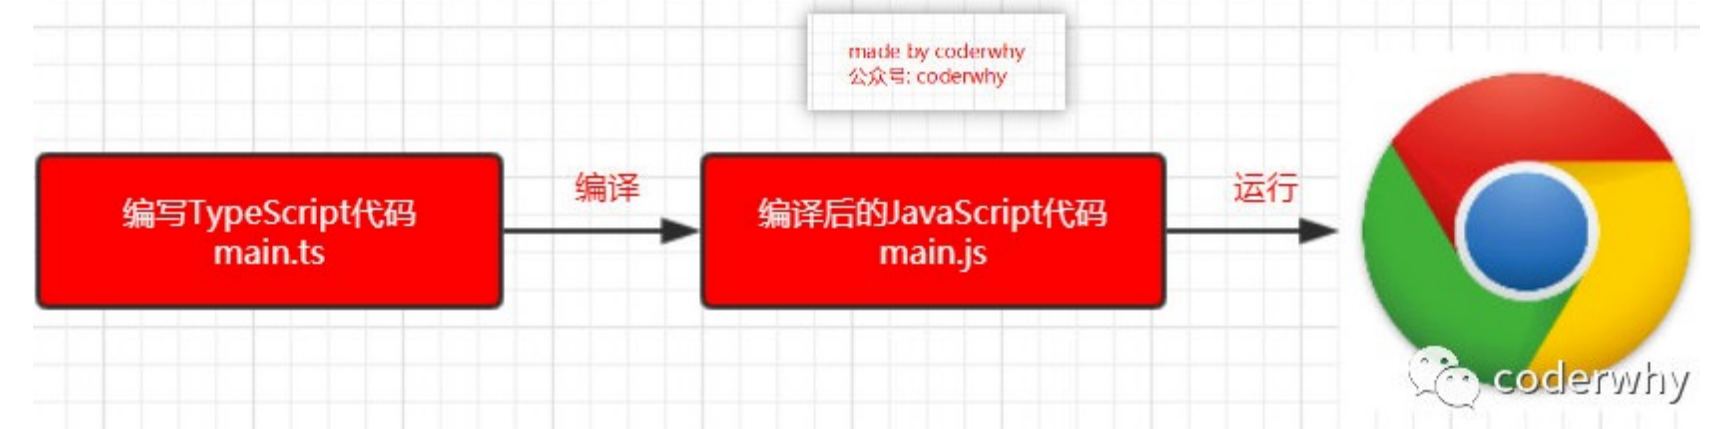 made by coderwhy
公众号: coderwhy
编写TypeScript代码
main.ts
编译
编译后的JavaScript代码
main.js
运行
coderwhy